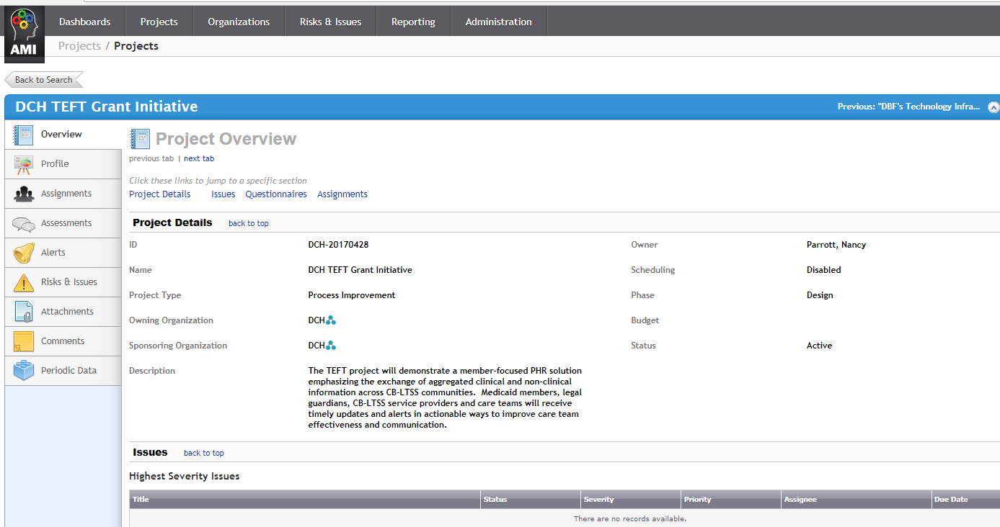 Dashboards Projects Organizations Risks & Issues Reporting Administration
AMI
Projects / Projects
Back to Search
DCH TEFT Grant Initiative Previous: "DBF's Technology Infra...
Overview
Profile
Assignments
Assessments
Alerts
Risks & Issues
Attachments
Comments
Periodic Data
Project Overview
previous tab | next tab
Click these links to jump to a specific section
Project Details Issues Questionnaires Assignments
Project Details back to top
ID DCH-20170428 Owner Parrott, Nancy
Name DCH TEFT Grant Initiative Scheduling Disabled
Project Type Process Improvement Phase Design
Owning Organization DCH Budget
Sponsoring Organization DCH Status Active
Description The TEFT project will demonstrate a member-focused PHR solution
emphasizing the exchange of aggregated clinical and non-clinical
information across CB-LTSS communities. Medicaid members, legal
guardians, CB-LTSS service providers and care teams will receive
timely updates and alerts in actionable ways to improve care team
effectiveness and communication.
Issues back to top
Highest Severity Issues
Title Status Severity Priority Assignee Due Date
There are no records available.